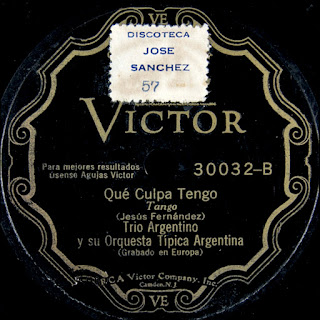 VE
DISCOTECA
JOSE
SANCHEZ
57
VICTOR
Para mejores resultados
úsense Agujas Victor
30032-B
Qué Culpa Tengo
Tango
(Jesús Fernández)
Trio Argentino
y su Orquesta Típica Argentina
(Grabado en Europa)
RCA Victor Company, Inc.
Camden, N.J.
VE